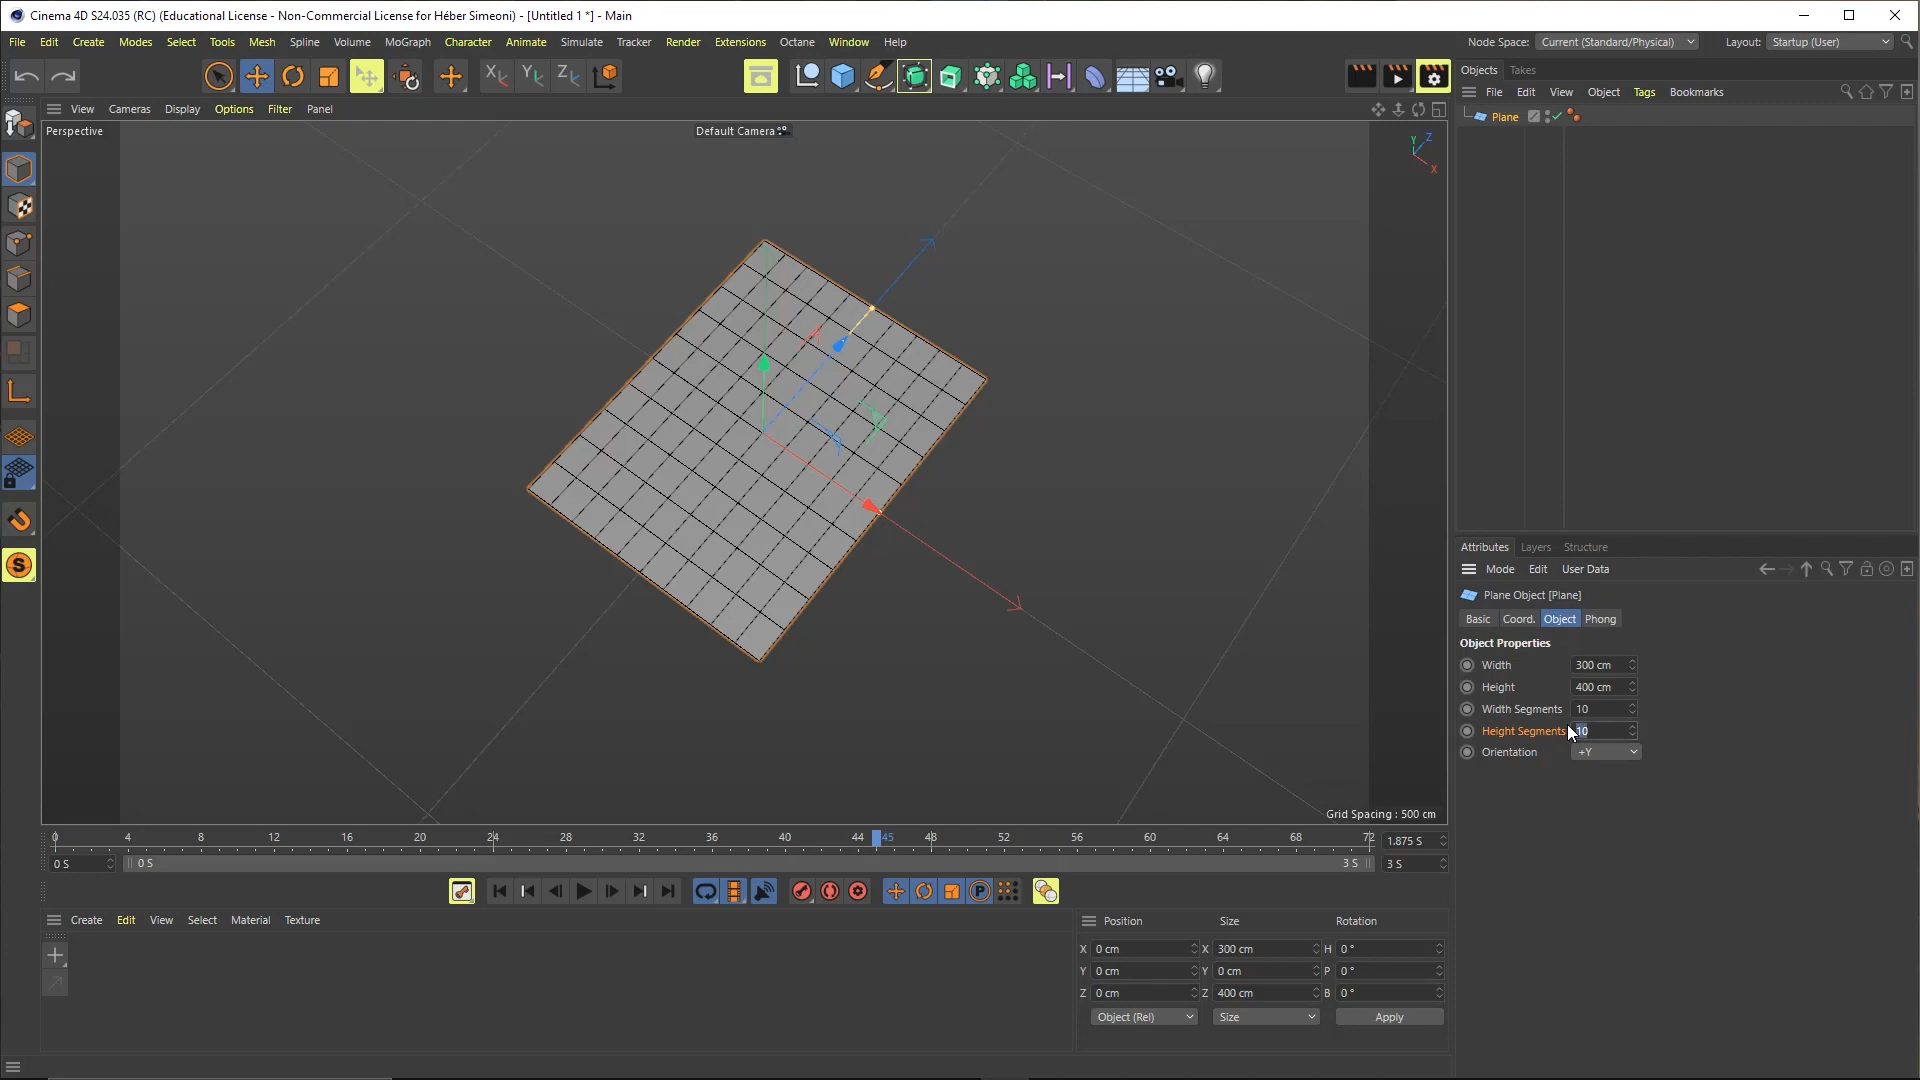 Cinema 4D S24.035 (RC) (Educational License - Non-Commercial License for Héber Simeoni) - [Untitled 1 *] - Main
File Edit Create Modes Select Tools Mesh Spline Volume MoGraph Character Animate Simulate Tracker Render Extensions Octane Window Help
Node Space: Current (Standard/Physical) Layout: Startup (User)
X Y Z
Objects Takes
File Edit View Object Tags Bookmarks
Plane
View Cameras Display Options Filter Panel
Perspective
Default Camera
Y Z X
S
Grid Spacing : 500 cm
Attributes Layers Structure
Mode Edit User Data
Plane Object [Plane]
Basic Coord. Object Phong
Object Properties
Width 300 cm
Height 400 cm
Width Segments 10
Height Segments 10
Orientation +Y
0 4 8 12 16 20 24 28 32 36 40 44 45 48 52 56 60 64 68 72 1.875 S
0 S 0 S 3 S 3 S
P
Create Edit View Select Material Texture
Position Size Rotation
X 0 cm X 300 cm H 0 °
Y 0 cm Y 0 cm P 0 °
Z 0 cm Z 400 cm B 0 °
Object (Rel) Size Apply